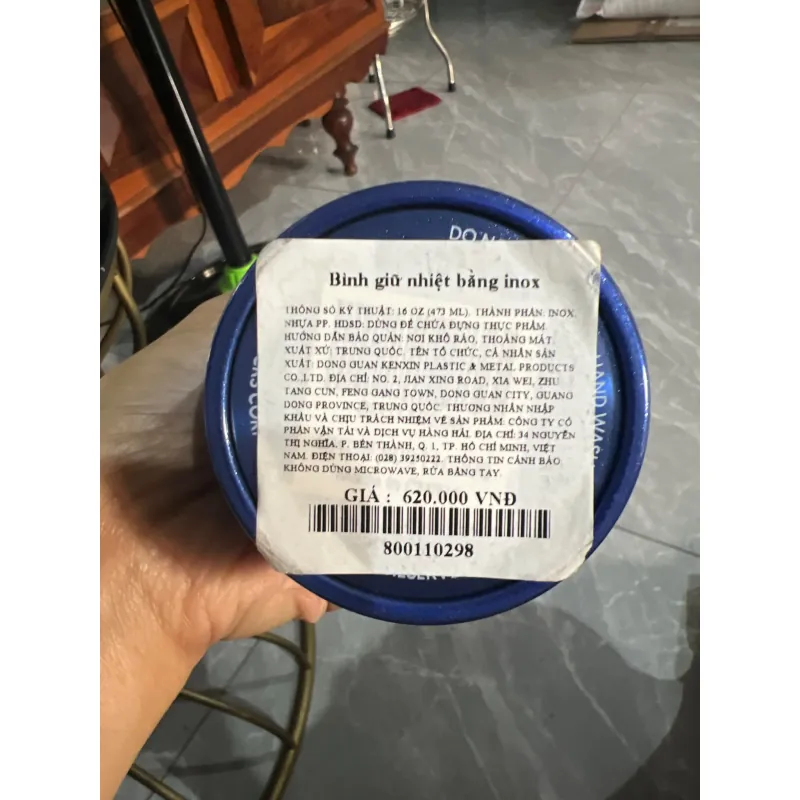 DO N
Bình giữ nhiệt bằng inox
THÔNG SỐ KỸ THUẬT: 16 OZ (473 ML). THÀNH PHẦN: INOX,
NHỰA PP. HDSD: DÙNG ĐỂ CHỨA ĐỰNG THỰC PHẨM.
HƯỚNG DẪN BẢO QUẢN: NƠI KHÔ RÁO, THOÁNG MÁT.
XUẤT XỨ: TRUNG QUỐC. TÊN TỔ CHỨC, CÁ NHÂN SẢN
XUẤT: DONG GUAN KENXIN PLASTIC & METAL PRODUCTS
CO.,LTD. ĐỊA CHỈ: NO. 2, JIAN XING ROAD, XIA WEI, ZHU
TANG CUN, FENG GANG TOWN, DONG GUAN CITY, GUANG
DONG PROVINCE, TRUNG QUỐC. THƯƠNG NHÂN NHẬP
KHẨU VÀ CHỊU TRÁCH NHIỆM VỀ SẢN PHẨM: CÔNG TY CỔ
PHẦN VẬN TẢI VÀ DỊCH VỤ HÀNG HẢI. ĐỊA CHỈ: 34 NGUYỄN
THỊ NGHĨA, P. BẾN THÀNH, Q. 1, TP. HỒ CHÍ MINH, VIỆT
NAM. ĐIỆN THOẠI: (028) 39250222. THÔNG TIN CẢNH BÁO:
KHÔNG DÙNG MICROWAVE, RỬA BẰNG TAY.
GIÁ : 620.000 VNĐ
800110298
HAND WASH